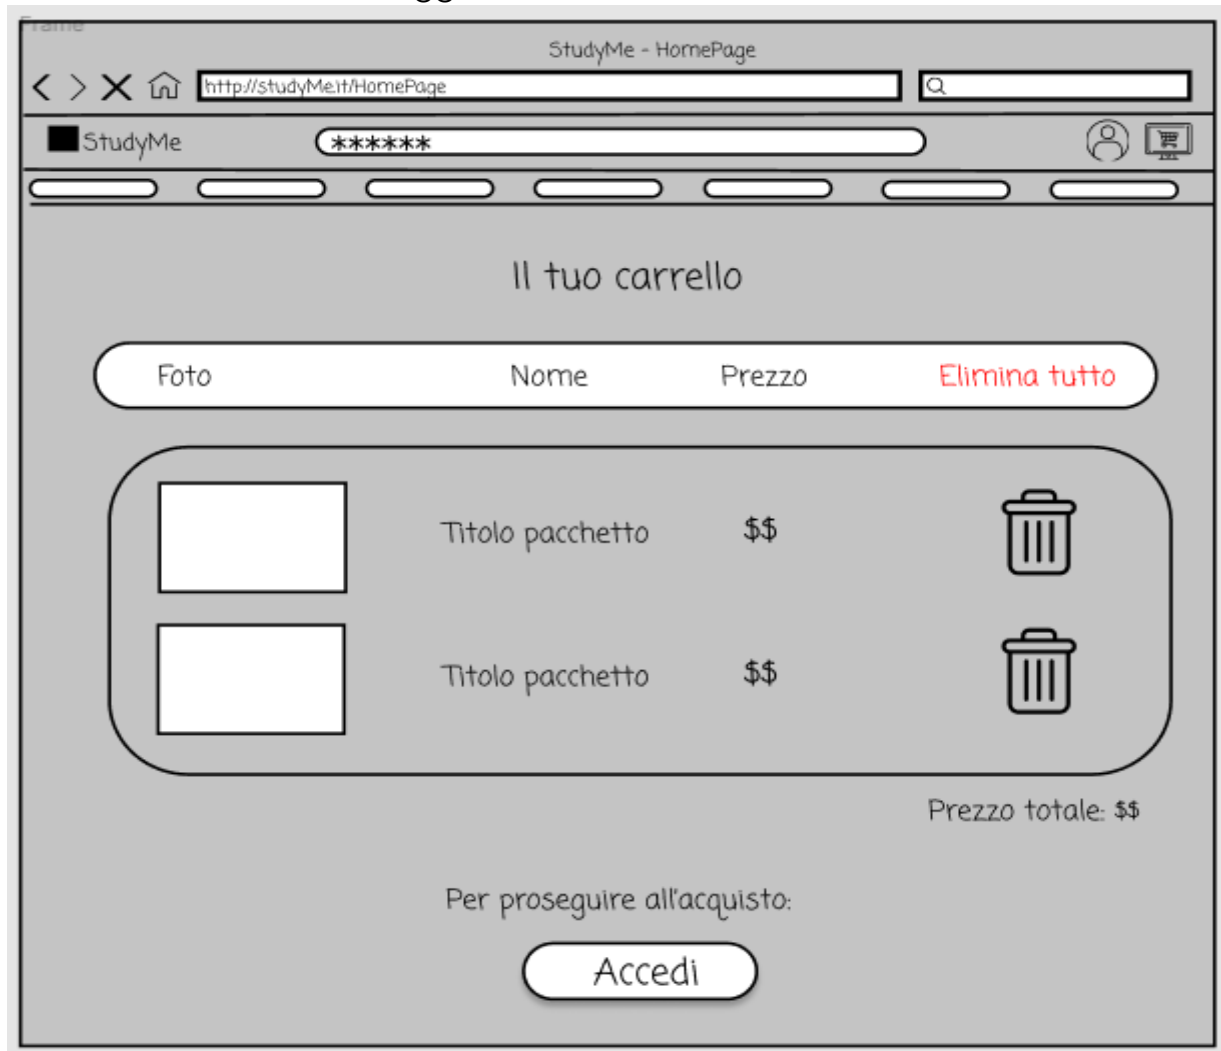 Frame
StudyMe - HomePage
http://studyMe.it/HomePage
StudyMe
******
Il tuo carrello
Foto Nome Prezzo Elimina tutto
Titolo pacchetto $$
Titolo pacchetto $$
Prezzo totale: $$
Per proseguire all'acquisto:
Accedi